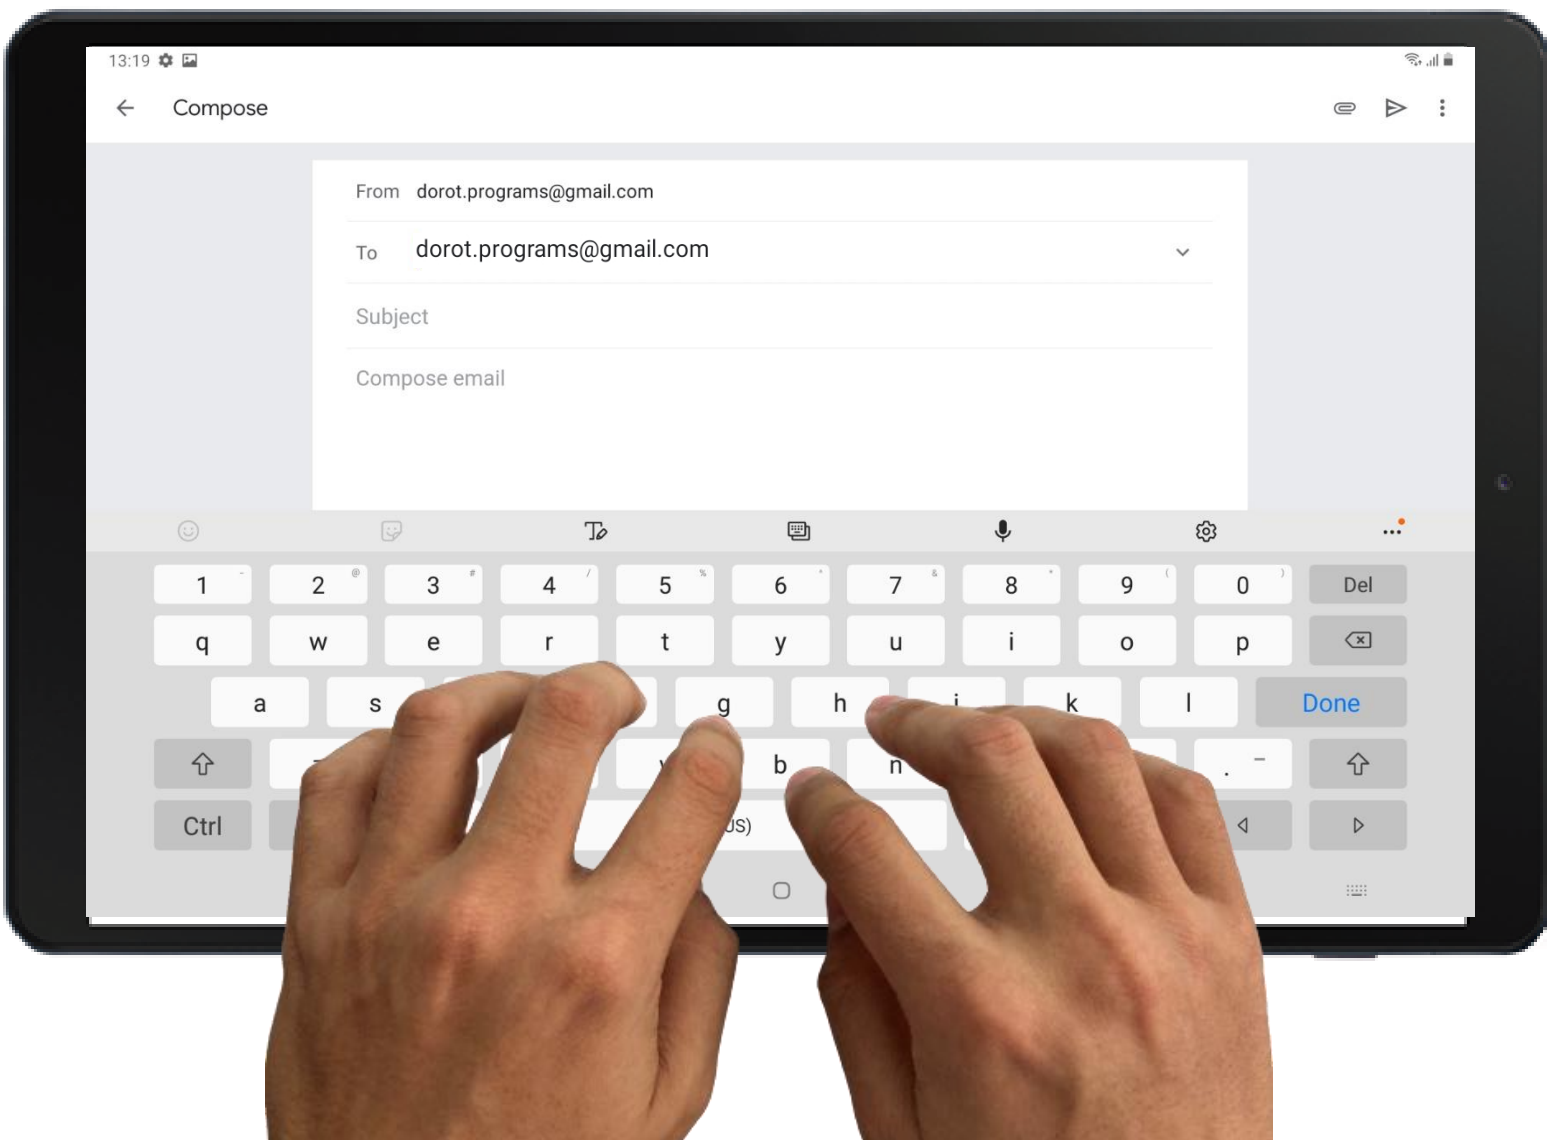 13:19
Compose
From dorot.programs@gmail.com
To dorot.programs@gmail.com
Subject
Compose email
1 - 2 @ 3 # 4 / 5 % 6 ^ 7 & 8 * 9 ( 0 ) Del
q w e r t y u i o p
a s g h j k l Done
b n . -
Ctrl US)